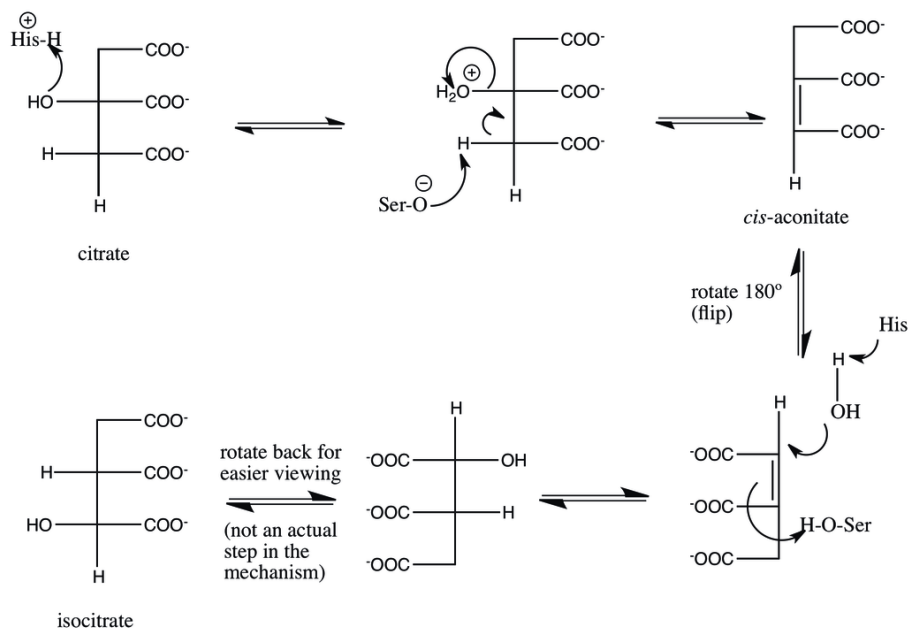 ⊕
His-H
COO⁻
HO
COO⁻
H
COO⁻
H
citrate
COO⁻
⊕
H₂O
COO⁻
H
COO⁻
⊖
Ser-O
H
COO⁻
COO⁻
COO⁻
H
cis-aconitate
rotate 180º
(flip)
His
H
OH
H
⁻OOC
⁻OOC
H-O-Ser
⁻OOC
H
⁻OOC
OH
⁻OOC
H
⁻OOC
rotate back for
easier viewing
(not an actual
step in the
mechanism)
COO⁻
H
COO⁻
HO
COO⁻
H
isocitrate